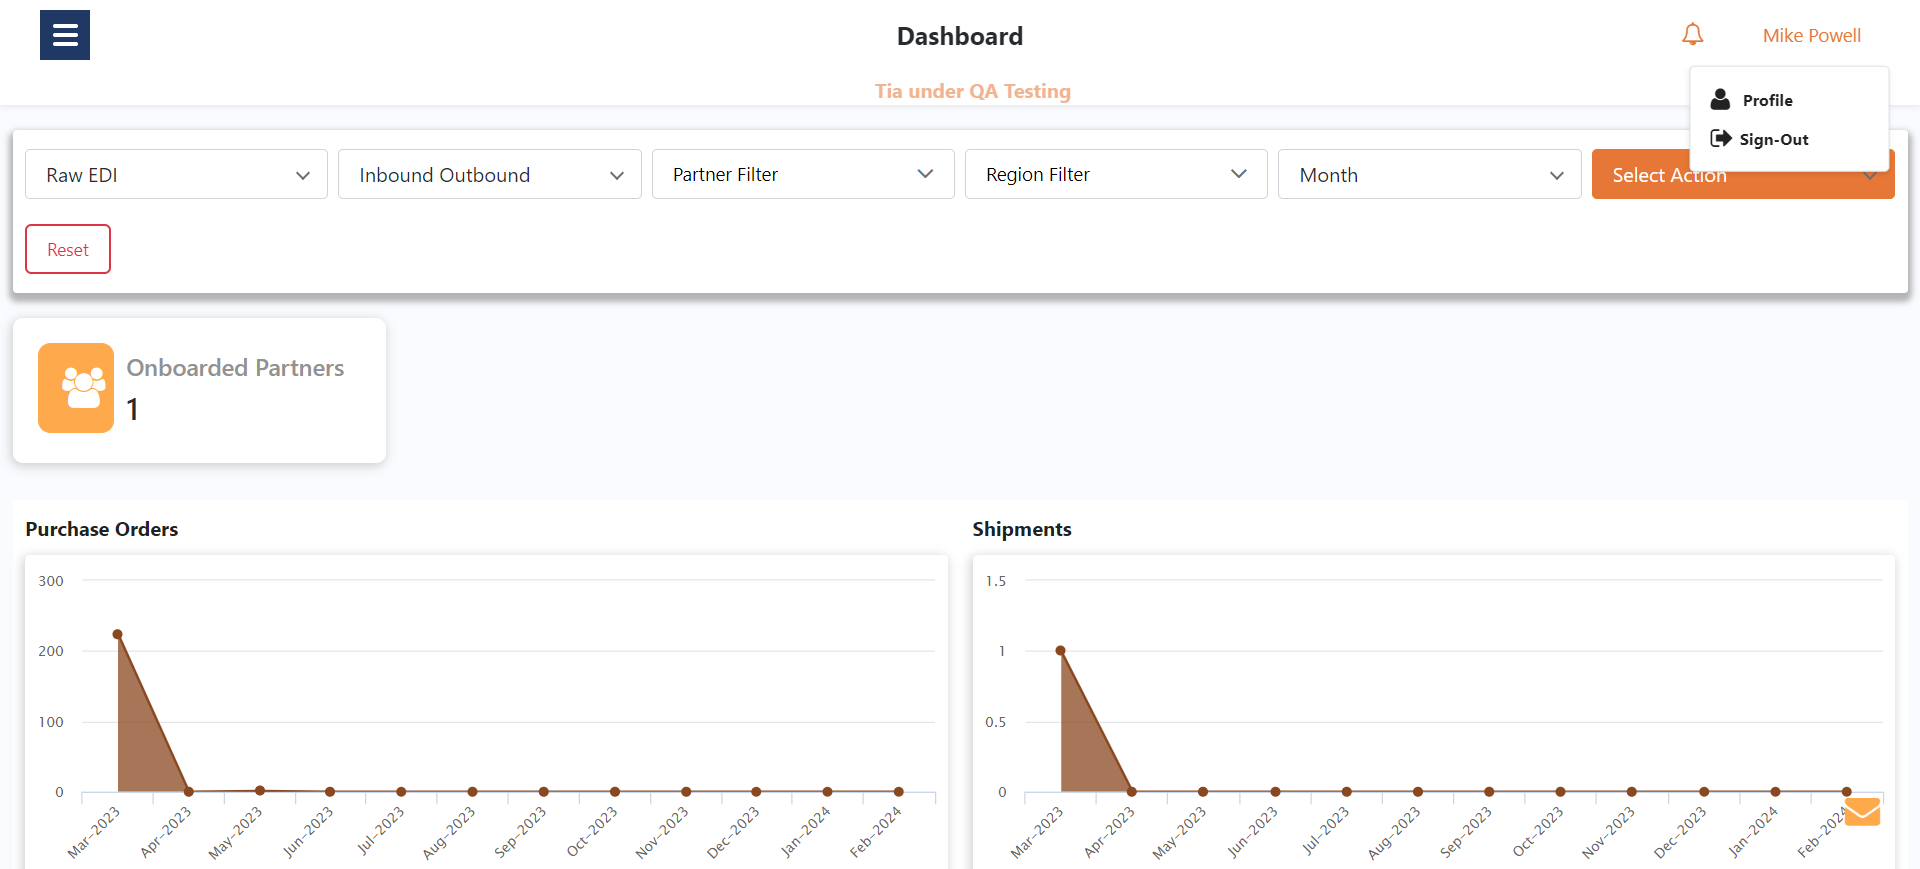 Dashboard
Mike Powell
Tia under QA Testing
Profile
Sign-Out
Raw EDI
Inbound Outbound
Partner Filter
Region Filter
Month
Select Action
Reset
Onboarded Partners
1
Purchase Orders
300
200
100
0
Mar-2023
Apr-2023
May-2023
Jun-2023
Jul-2023
Aug-2023
Sep-2023
Oct-2023
Nov-2023
Dec-2023
Jan-2024
Feb-2024
Shipments
1.5
1
0.5
0
Mar-2023
Apr-2023
May-2023
Jun-2023
Jul-2023
Aug-2023
Sep-2023
Oct-2023
Nov-2023
Dec-2023
Jan-2024
Feb-2024